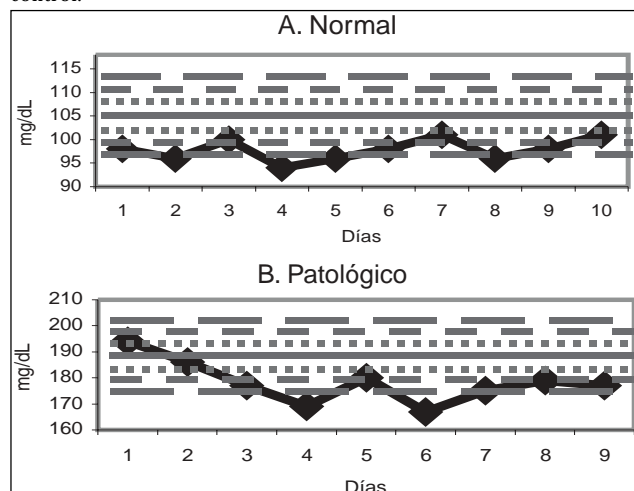 control.
A. Normal
mg/dL
115
110
105
100
95
90
1 2 3 4 5 6 7 8 9 10
Días
B. Patológico
mg/dL
210
200
190
180
170
160
1 2 3 4 5 6 7 8 9
Días